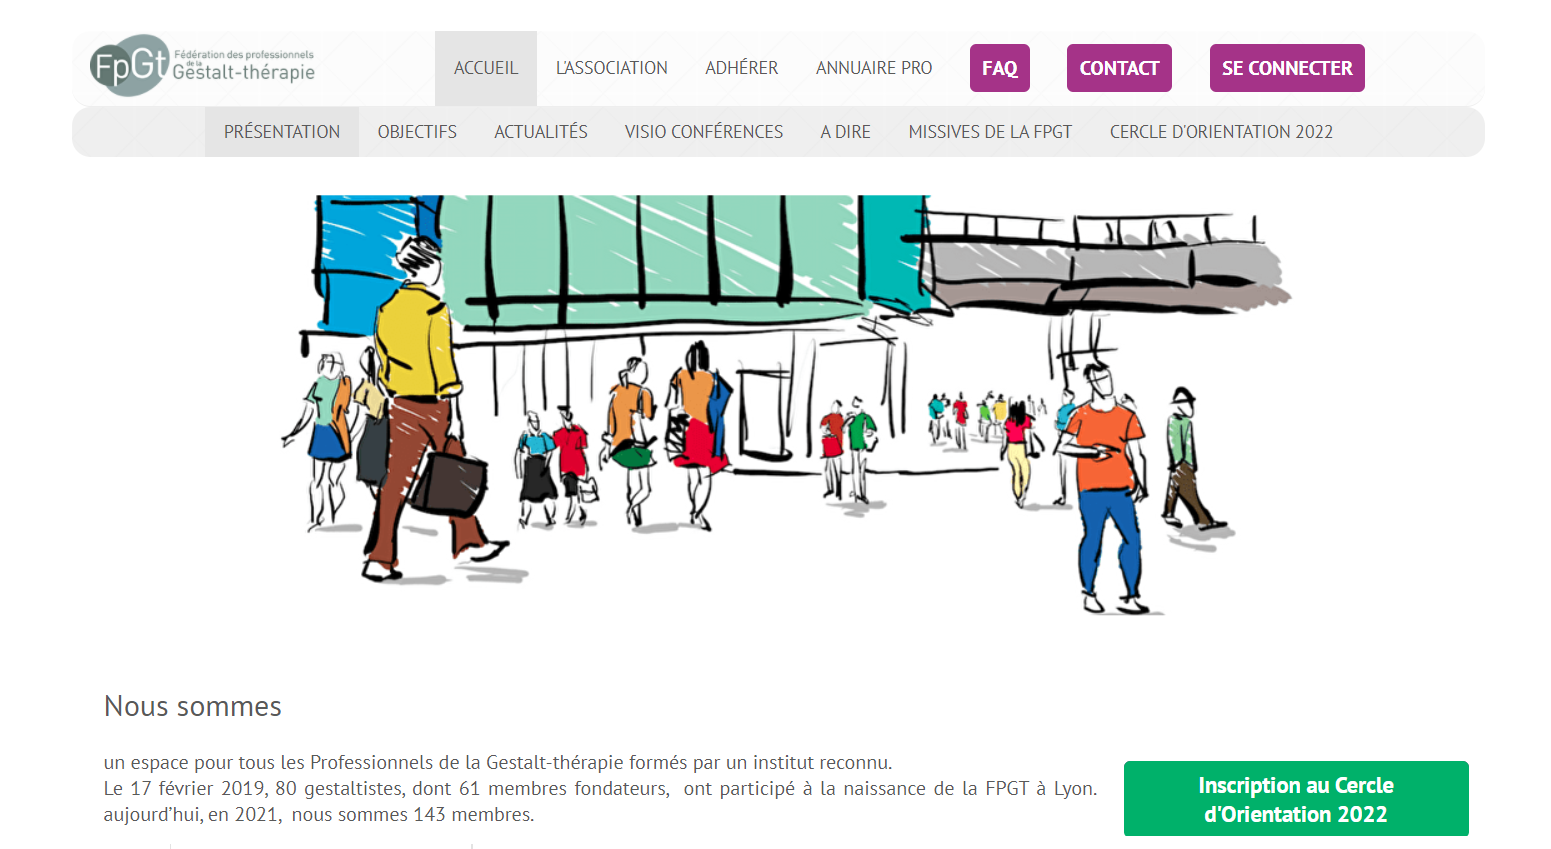 FpGt Fédération des professionnels
de la
Gestalt-thérapie
ACCUEIL L'ASSOCIATION ADHÉRER ANNUAIRE PRO FAQ CONTACT SE CONNECTER
PRÉSENTATION OBJECTIFS ACTUALITÉS VISIO CONFÉRENCES A DIRE MISSIVES DE LA FPGT CERCLE D'ORIENTATION 2022
Nous sommes
un espace pour tous les Professionnels de la Gestalt-thérapie formés par un institut reconnu.
Le 17 février 2019, 80 gestaltistes, dont 61 membres fondateurs, ont participé à la naissance de la FPGT à Lyon.
aujourd’hui, en 2021, nous sommes 143 membres.
Inscription au Cercle
d'Orientation 2022